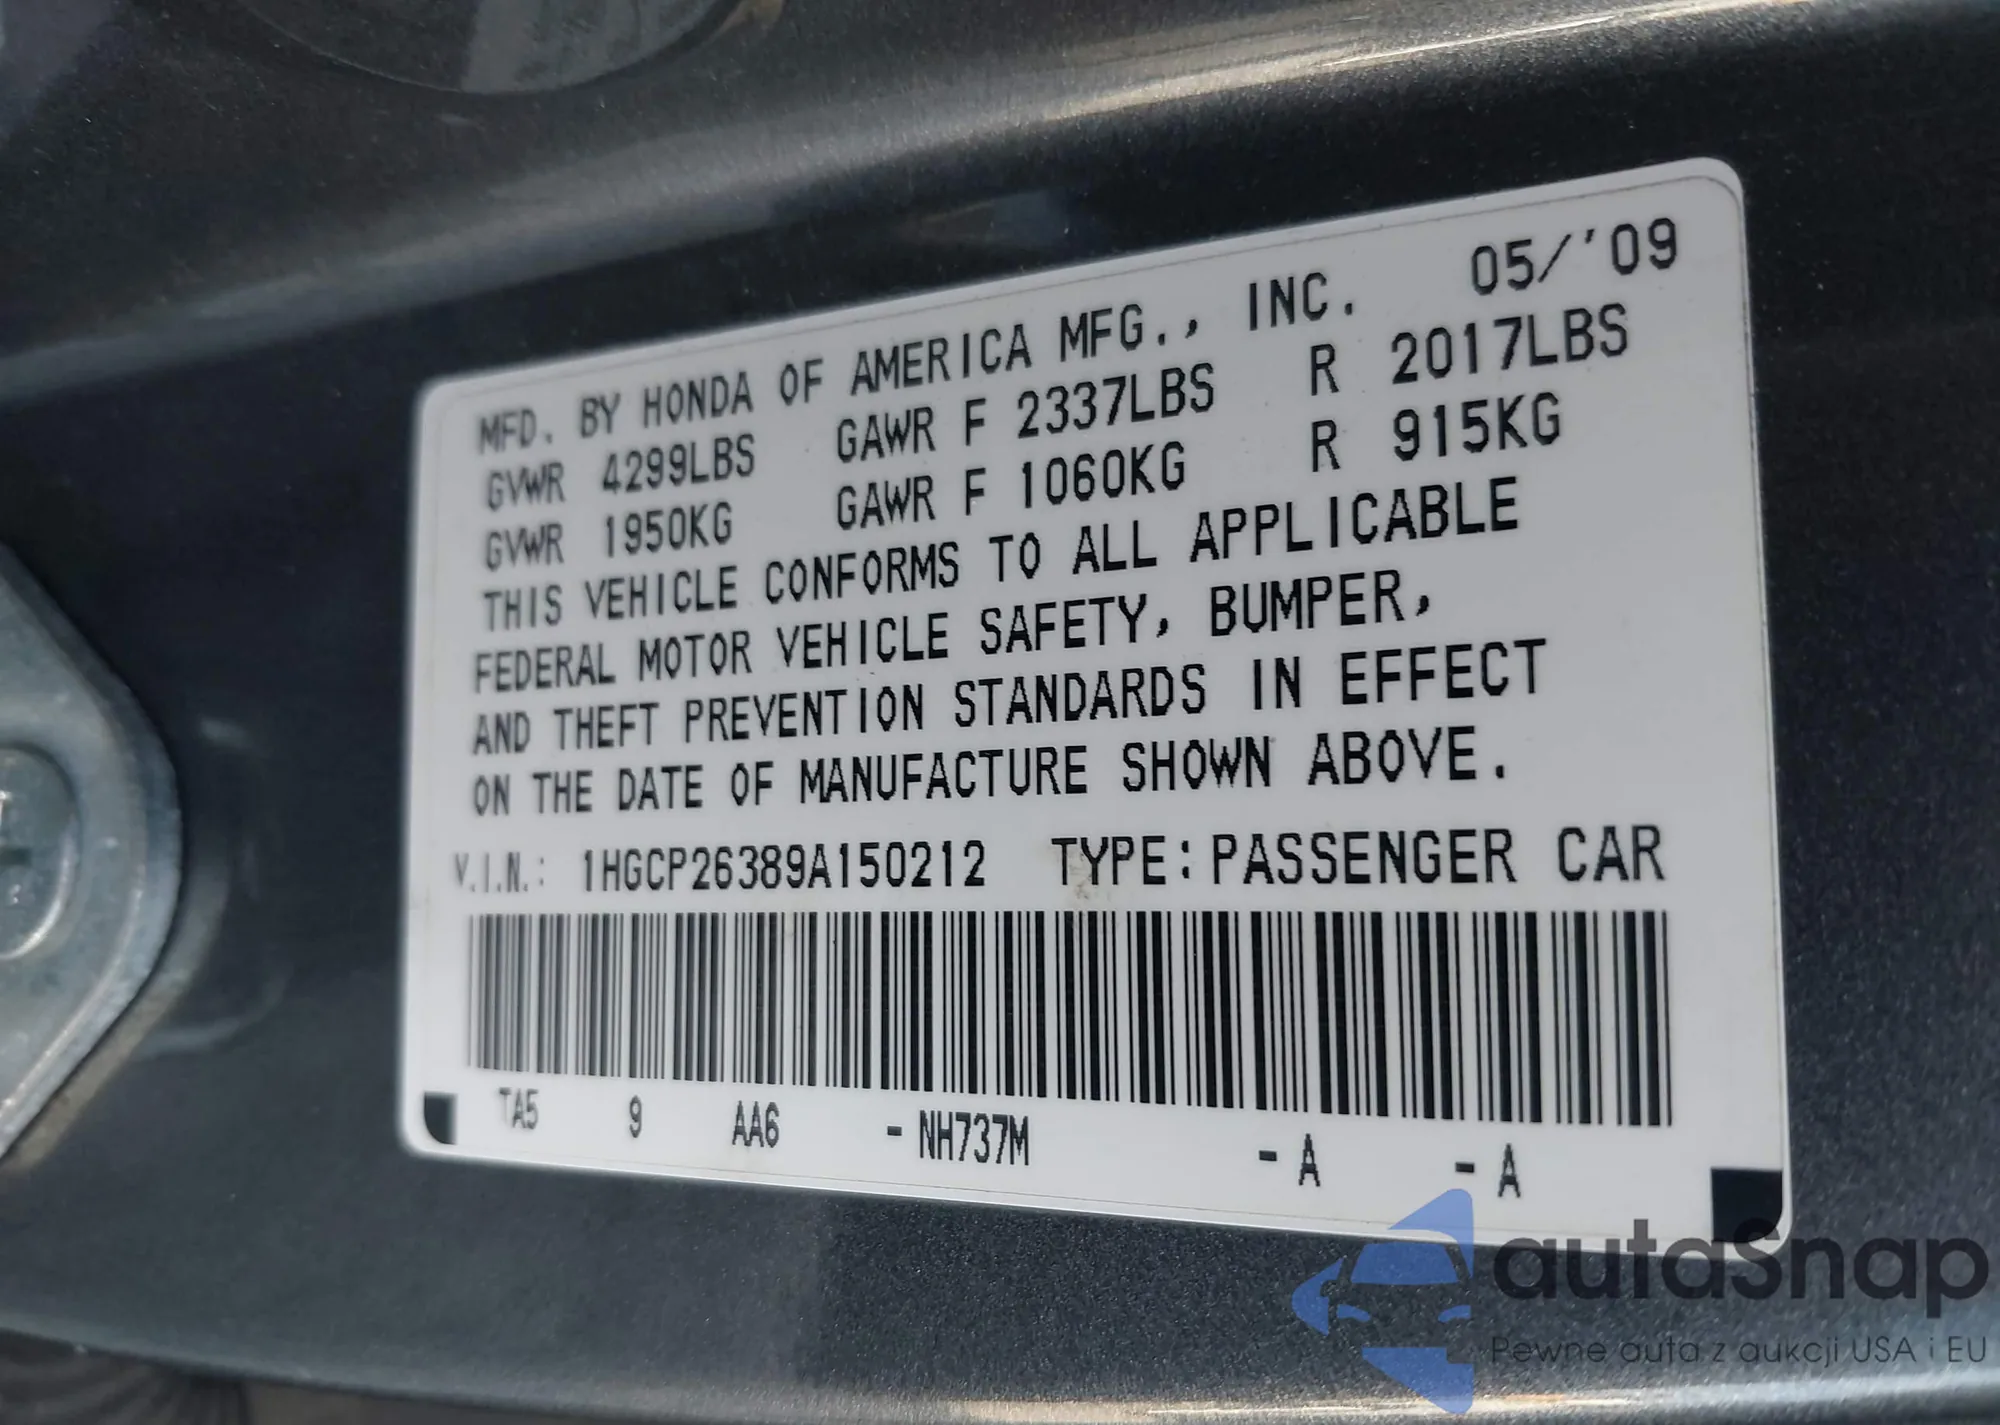 MFD. BY HONDA OF AMERICA MFG., INC. 05/'09
GVWR 4299LBS GAWR F 2337LBS R 2017LBS
GVWR 1950KG GAWR F 1060KG R 915KG
THIS VEHICLE CONFORMS TO ALL APPLICABLE
FEDERAL MOTOR VEHICLE SAFETY, BUMPER,
AND THEFT PREVENTION STANDARDS IN EFFECT
ON THE DATE OF MANUFACTURE SHOWN ABOVE.
V.I.N.: 1HGCP26389A150212 TYPE:PASSENGER CAR
TA5 9 AA6 -NH737M -A -A
autaSnap
Pewne auta z aukcji USA i EU